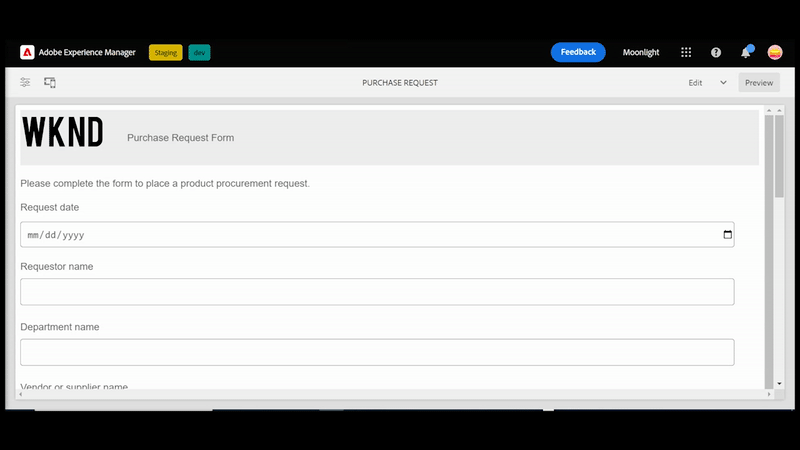 Adobe Experience Manager Staging dev Feedback Moonlight
PURCHASE REQUEST Edit Preview
WKND Purchase Request Form
Please complete the form to place a product procurement request.
Request date
mm/dd/yyyy
Requestor name
Department name
Vendor or supplier name